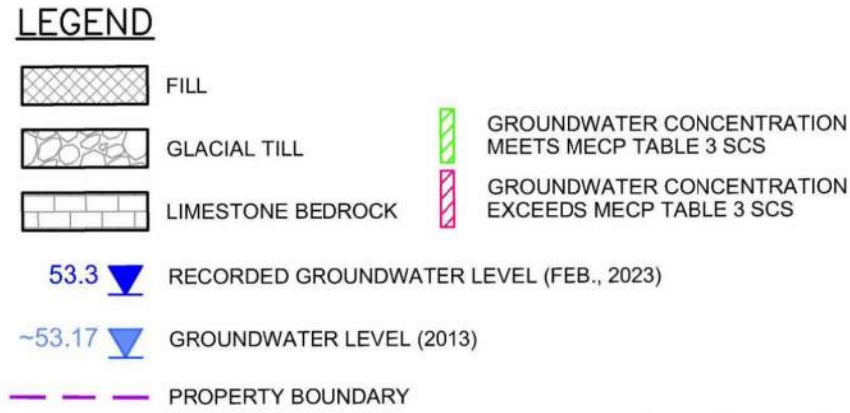 LEGEND
FILL
GLACIAL TILL
LIMESTONE BEDROCK
GROUNDWATER CONCENTRATION
MEETS MECP TABLE 3 SCS
GROUNDWATER CONCENTRATION
EXCEEDS MECP TABLE 3 SCS
53.3 RECORDED GROUNDWATER LEVEL (FEB., 2023)
~53.17 GROUNDWATER LEVEL (2013)
PROPERTY BOUNDARY